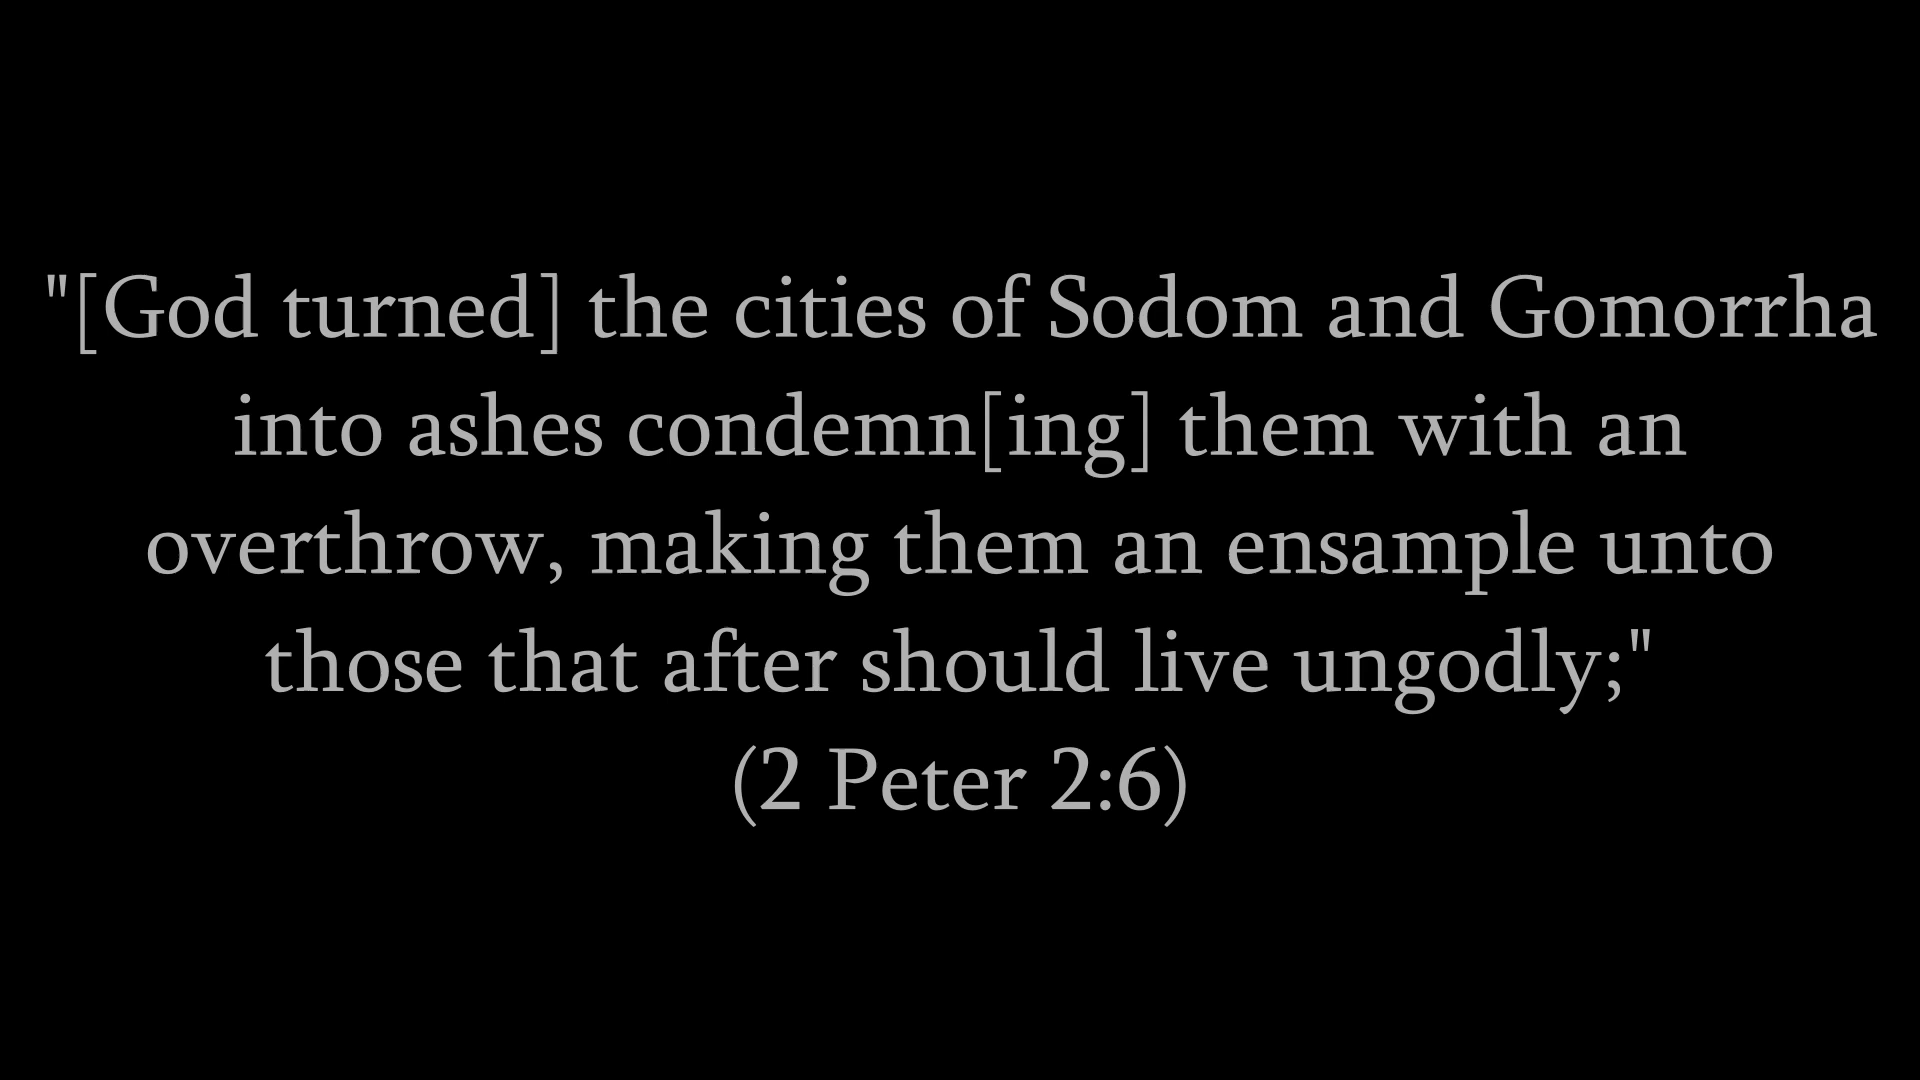 "[God turned] the cities of Sodom and Gomorrha
into ashes condemn[ing] them with an
overthrow, making them an ensample unto
those that after should live ungodly;"
(2 Peter 2:6)